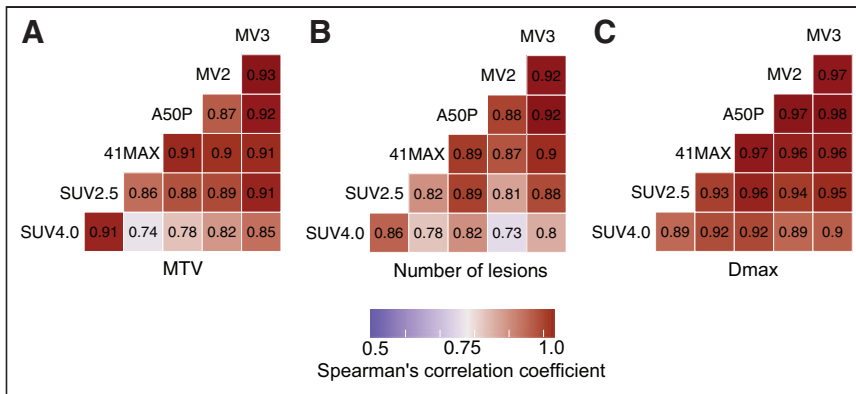 A
B
C
MV3
MV3
MV3
MV2
0.93
MV2
0.92
MV2
0.97
A50P
0.87
0.92
A50P
0.88
0.92
A50P
0.97
0.98
41MAX
0.91
0.9
0.91
41MAX
0.89
0.87
0.9
41MAX
0.97
0.96
0.96
SUV2.5
0.86
0.88
0.89
0.91
SUV2.5
0.82
0.89
0.81
0.88
SUV2.5
0.93
0.96
0.94
0.95
SUV4.0
0.91
0.74
0.78
0.82
0.85
SUV4.0
0.86
0.78
0.82
0.73
0.8
SUV4.0
0.89
0.92
0.92
0.89
0.9
MTV
Number of lesions
Dmax
0.5
0.75
1.0
Spearman's correlation coefficient